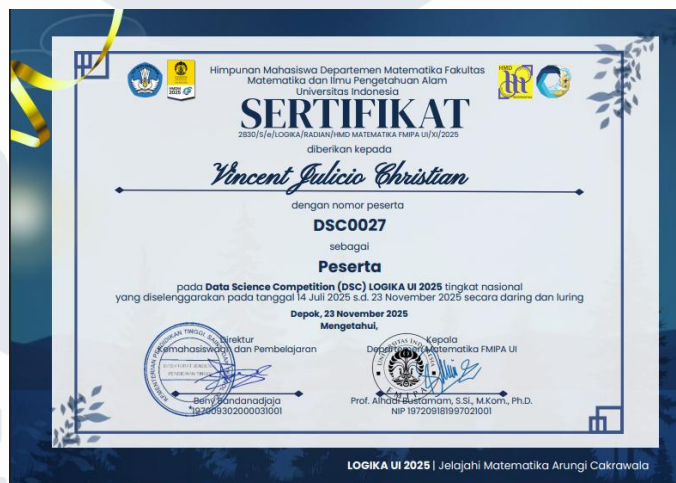 Himpunan Mahasiswa Departemen Matematika Fakultas
Matematika dan Ilmu Pengetahuan Alam
Universitas Indonesia
SERTIFIKAT
2830/S/e/LOGIKA/RADIAN/HMD MATEMATIKA FMIPA UI/XI/2025
diberikan kepada
Vincent Julicio Christian
dengan nomor peserta
DSC0027
sebagai
Peserta
pada Data Science Competition (DSC) LOGIKA UI 2025 tingkat nasional
yang diselenggarakan pada tanggal 14 Juli 2025 s.d. 23 November 2025 secara daring dan luring
Depok, 23 November 2025
Mengetahui,
Direktur
Kemahasiswaan dan Pembelajaran
Beny Bandanadjaja
197009302000031001
Kepala
Departemen Matematika FMIPA UI
Prof. Alhadi Bustamam, S.Si., M.Kom., Ph.D.
NIP 197209181997021001
LOGIKA UI 2025 | Jelajahi Matematika Arungi Cakrawala